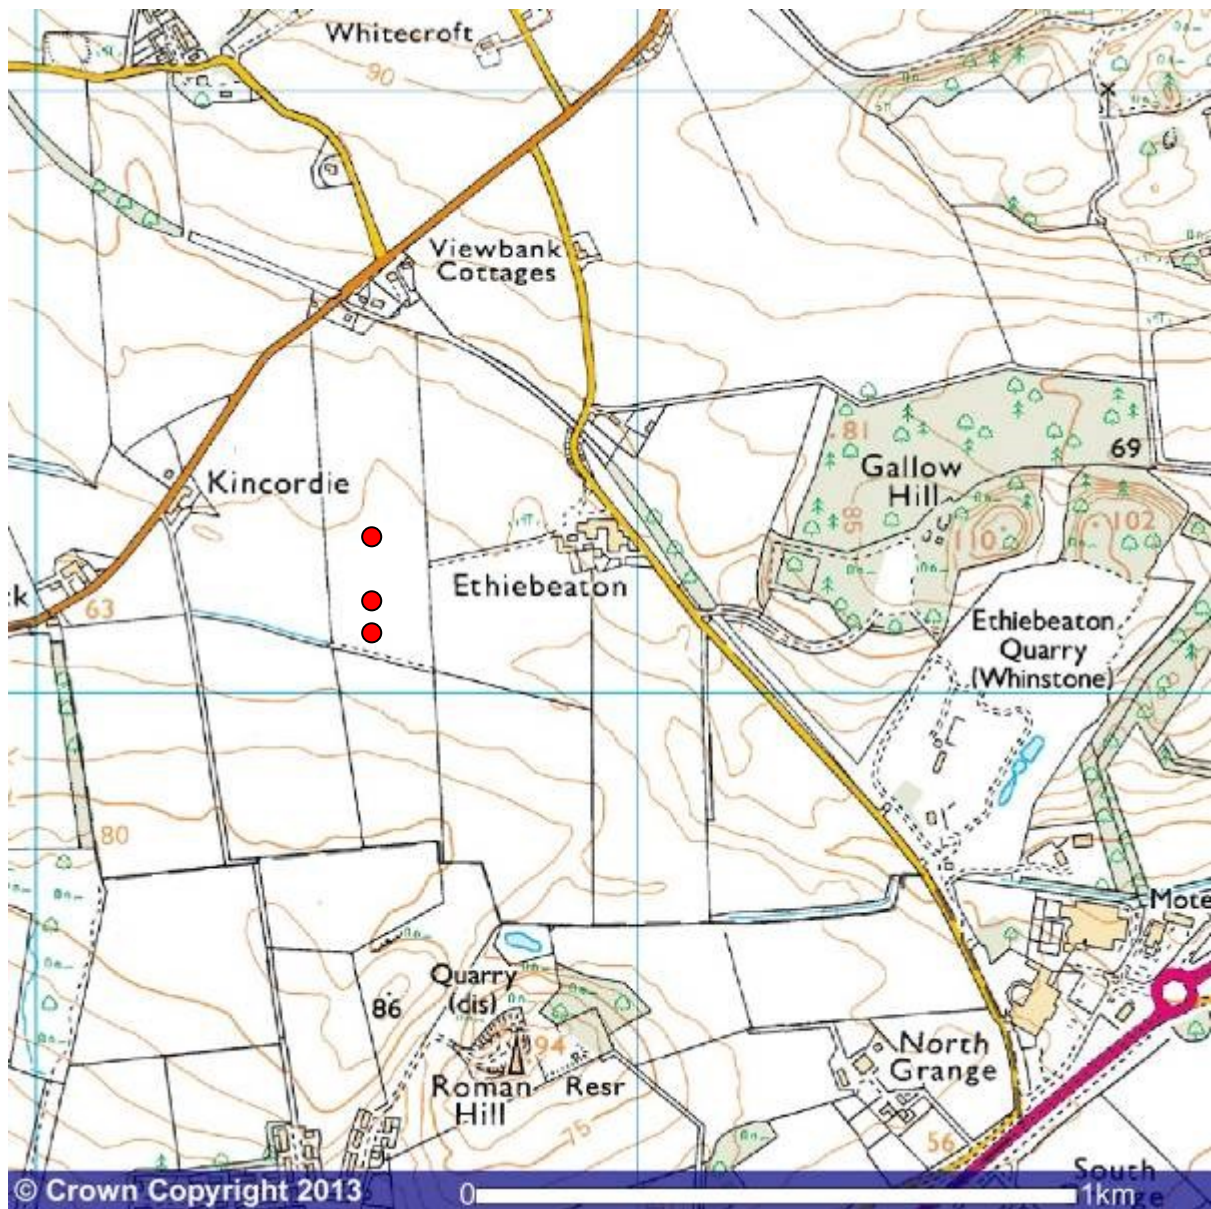 Whitecroft
90
Viewbank
Cottages
81
69
Gallow
Hill
Kincordie
85
102
110
k
63
Ethiebeaton
Ethiebeaton
Quarry
(Whinstone)
80
Mote
Quarry
(dis)
86
94
North
Grange
Roman
Hill
Resr
75
56
South
ge
© Crown Copyright 2013
0
1km